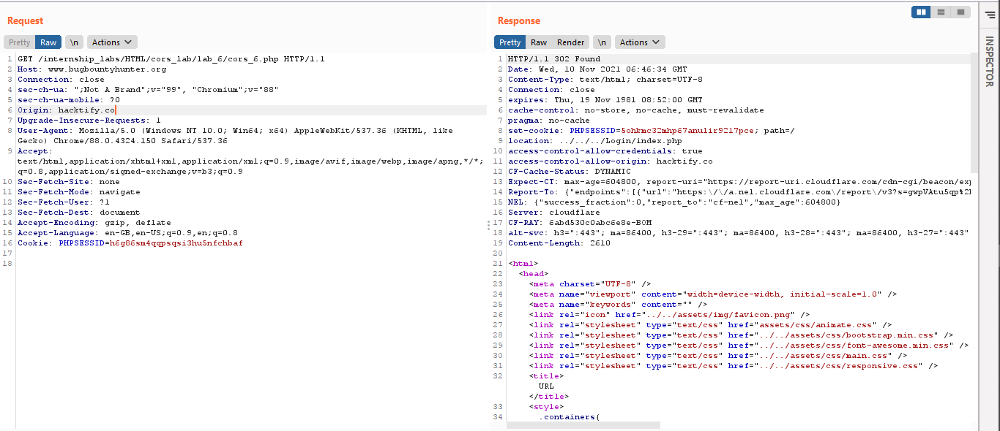 Request
Pretty Raw \n Actions
1 GET /internship_labs/HTML/cors_lab/lab_6/cors_6.php HTTP/1.1
2 Host: www.bugbountyhunter.org
3 Connection: close
4 sec-ch-ua: ";Not A Brand";v="99", "Chromium";v="88"
5 sec-ch-ua-mobile: ?0
6 Origin: hacktify.co
7 Upgrade-Insecure-Requests: 1
8 User-Agent: Mozilla/5.0 (Windows NT 10.0; Win64; x64) AppleWebKit/537.36 (KHTML, like
Gecko) Chrome/88.0.4324.150 Safari/537.36
9 Accept:
text/html,application/xhtml+xml,application/xml;q=0.9,image/avif,image/webp,image/apng,*/*;
q=0.8,application/signed-exchange;v=b3;q=0.9
10 Sec-Fetch-Site: none
11 Sec-Fetch-Mode: navigate
12 Sec-Fetch-User: ?1
13 Sec-Fetch-Dest: document
14 Accept-Encoding: gzip, deflate
15 Accept-Language: en-GB,en-US;q=0.9,en;q=0.8
16 Cookie: PHPSESSID=h6g86sm4qqpsqsi3hu5nfchbaf
17
18
Response
Pretty Raw Render \n Actions
1 HTTP/1.1 302 Found
2 Date: Wed, 10 Nov 2021 06:46:34 GMT
3 Content-Type: text/html; charset=UTF-8
4 Connection: close
5 expires: Thu, 19 Nov 1981 08:52:00 GMT
6 cache-control: no-store, no-cache, must-revalidate
7 pragma: no-cache
8 set-cookie: PHPSESSID=5ohkmc32mhp67anulir9217pce; path=/
9 location: ../../../Login/index.php
10 access-control-allow-credentials: true
11 access-control-allow-origin: hacktify.co
12 CF-Cache-Status: DYNAMIC
13 Expect-CT: max-age=604800, report-uri="https://report-uri.cloudflare.com/cdn-cgi/beacon/exp
14 Report-To: {"endpoints":[{"url":"https:\/\/a.nel.cloudflare.com\/report\/v3?s=gwpVAtu5qp%2
15 NEL: {"success_fraction":0,"report_to":"cf-nel","max_age":604800}
16 Server: cloudflare
17 CF-RAY: 6abd530c0abc6e8e-BOM
18 alt-svc: h3=":443"; ma=86400, h3-29=":443"; ma=86400, h3-28=":443"; ma=86400, h3-27=":443"
19 Content-Length: 2610
20
21 <html>
22 <head>
23 <meta charset="UTF-8" />
24 <meta name="viewport" content="width=device-width, initial-scale=1.0" />
25 <meta name="keywords" content="" />
26 <link rel="icon" href="../../assets/img/favicon.png" />
27 <link rel="stylesheet" type="text/css" href="assets/css/animate.css" />
28 <link rel="stylesheet" type="text/css" href="../../assets/css/bootstrap.min.css" />
29 <link rel="stylesheet" type="text/css" href="../../assets/css/font-awesome.min.css" />
30 <link rel="stylesheet" type="text/css" href="../../assets/css/main.css" />
31 <link rel="stylesheet" type="text/css" href="../../assets/css/responsive.css" />
32 <title>
URL
</title>
33 <style>
34 .containers{
INSPECTOR